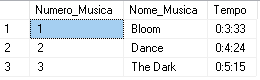 Numero_Musica Nome_Musica Tempo
1 1 Bloom 0:3:33
2 2 Dance 0:4:24
3 3 The Dark 0:5:15